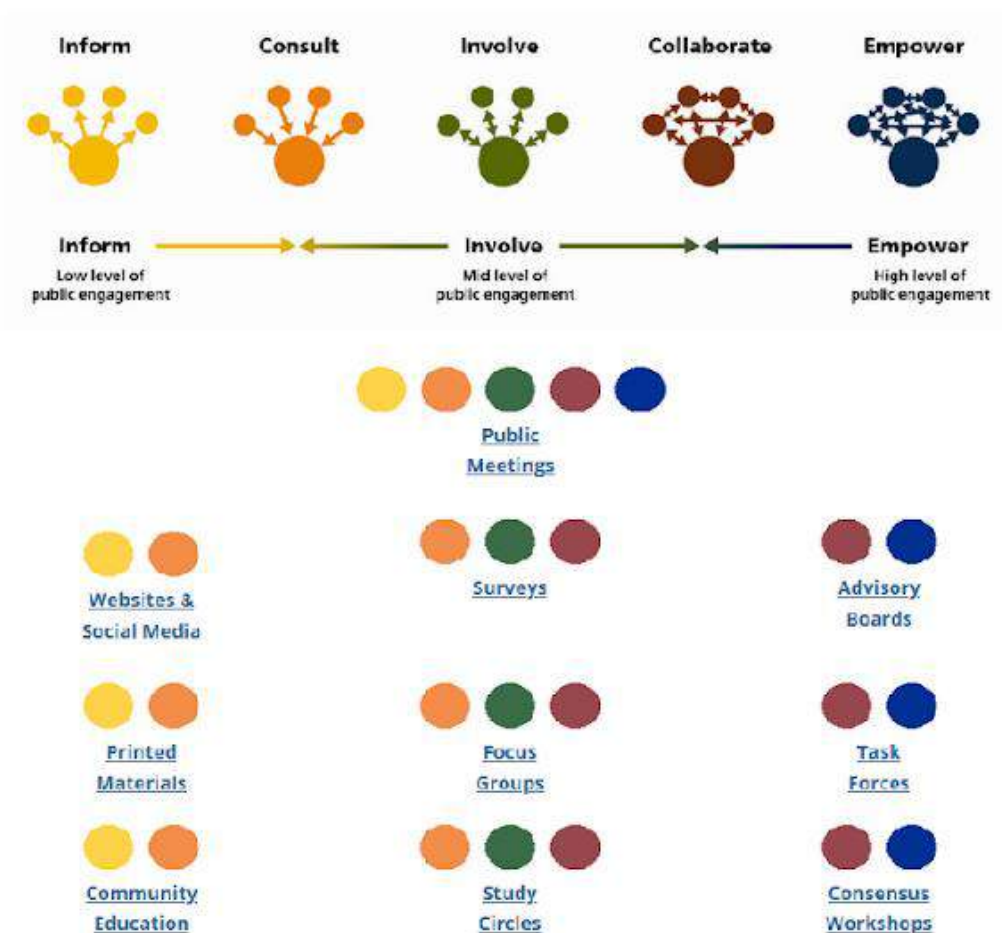 Inform
Consult
Involve
Collaborate
Empower
Inform
Low level of
public engagement
Involve
Mid level of
public engagement
Empower
High level of
public engagement
Public
Meetings
Websites &
Social Media
Surveys
Advisory
Boards
Printed
Materials
Focus
Groups
Task
Forces
Community
Education
Study
Circles
Consensus
Workshops